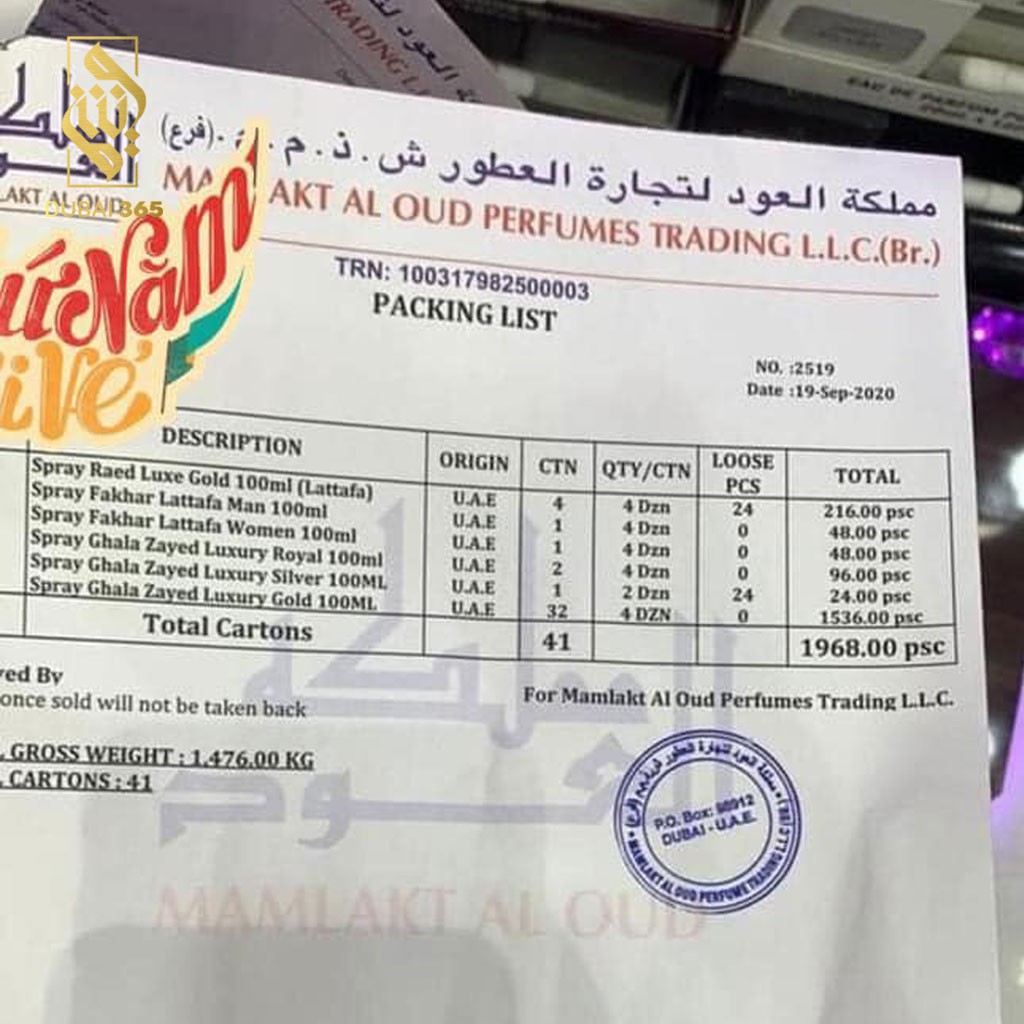 مملكة العود لتجارة العطور ش.ذ.م.م.(فرع)
DUBAI 865
LAKT AL OUD
MAMLAKT AL OUD PERFUMES TRADING L.L.C.(Br.)
TRN: 100317982500003
PACKING LIST
NO. :2519
Date :19-Sep-2020
Nằm
DESCRIPTION ORIGIN CTN QTY/CTN LOOSE PCS TOTAL
Spray Raed Luxe Gold 100ml (Lattafa) U.A.E 4 4 Dzn 24 216.00 psc
Spray Fakhar Lattafa Man 100ml U.A.E 1 4 Dzn 0 48.00 psc
Spray Fakhar Lattafa Women 100ml U.A.E 1 4 Dzn 0 48.00 psc
Spray Ghala Zayed Luxury Royal 100ml U.A.E 2 4 Dzn 0 96.00 psc
Spray Ghala Zayed Luxury Silver 100ML U.A.E 1 2 Dzn 24 24.00 psc
Spray Ghala Zayed Luxury Gold 100ML U.A.E 32 4 DZN 0 1536.00 psc
Total Cartons 41 1968.00 psc
ved By
once sold will not be taken back
For Mamlakt Al Oud Perfumes Trading L.L.C.
. GROSS WEIGHT : 1,476.00 KG
. CARTONS : 41
P.O. Box: 98912
DUBAI - U.A.E.
MAMLAKT AL OUD PERFUME TRADING L.L.C (BR.)
MAMLAKT AL OUD